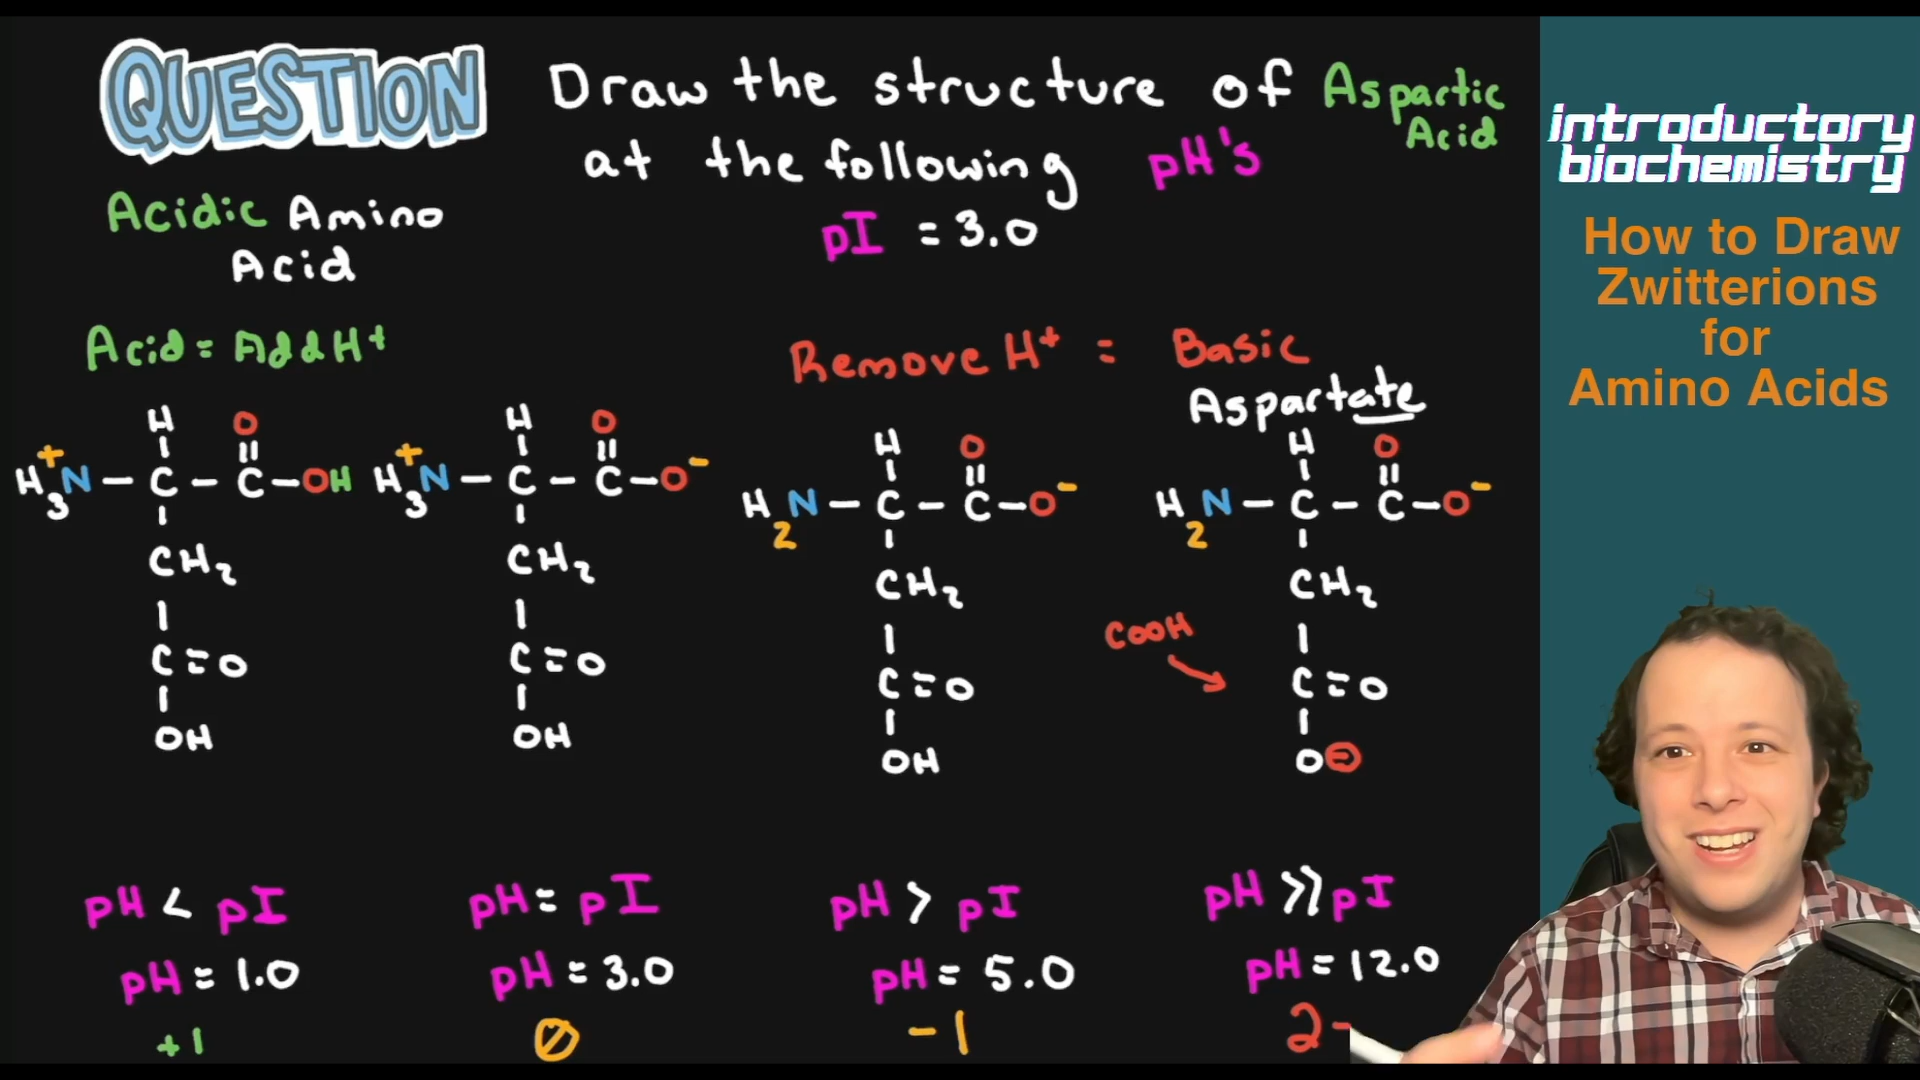 QUESTION
Draw the structure of Aspartic Acid
at the following pH's
pI = 3.0
Acidic Amino
Acid
Acid = Add H+
Remove H+ = Basic
Aspartate
H O
H3N+ – C – C – OH
CH2
C=O
OH
H O
H3N+ – C – C – O-
CH2
C=O
OH
H O
H2N – C – C – O-
CH2
C=O
OH
H O
H2N – C – C – O-
CH2
COOH
C=O
O⊖
pH < pI
pH = 1.0
+1
pH = pI
pH = 3.0
0
pH > pI
pH = 5.0
-1
pH >> pI
pH = 12.0
2-
introductory
biochemistry
How to Draw
Zwitterions
for
Amino Acids